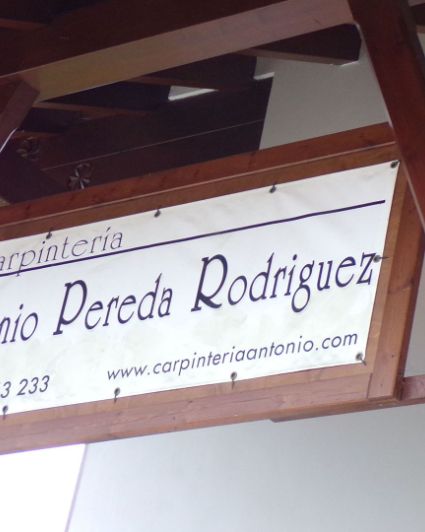 arpintería
nio Pereda Rodriguez
3 233
www.carpinteriaantonio.com